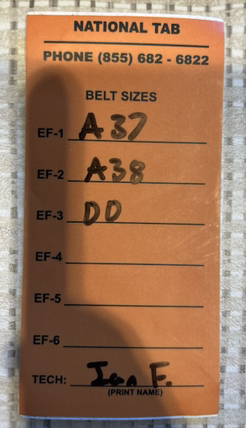 NATIONAL TAB
PHONE (855) 682 - 6822
BELT SIZES
EF-1 A37
EF-2 A38
EF-3 DD
EF-4
EF-5
EF-6
TECH: Ian F.
(PRINT NAME)